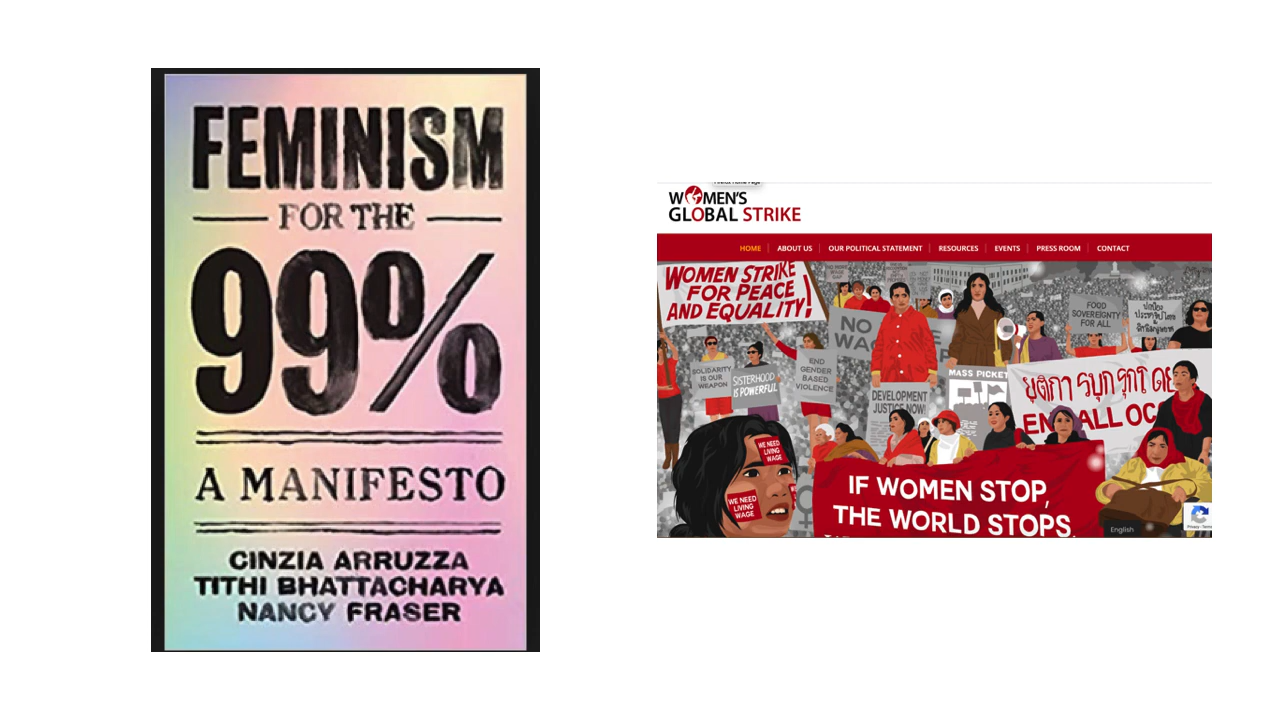 FEMINISM
FOR THE
99%
A MANIFESTO
CINZIA ARRUZZA
TITHI BHATTACHARYA
NANCY FRASER
WOMEN'S
GLOBAL STRIKE
HOME
ABOUT US
OUR POLITICAL STATEMENT
RESOURCES
EVENTS
PRESS ROOM
CONTACT
WOMEN STRIKE
FOR PEACE
AND EQUALITY!
NO
FOOD
SOVEREIGNTY
FOR ALL
SOLIDARITY
IS OUR
WEAPON
SISTERHOOD
IS POWERFUL
END
GENDER
BASED
VIOLENCE
MASS PICKET
DEVELOPMENT
JUSTICE NOW!
ALL OC
WE NEED
LIVING
WAGE
WE NEED
LIVING
WAGE
IF WOMEN STOP,
THE WORLD STOPS.
English